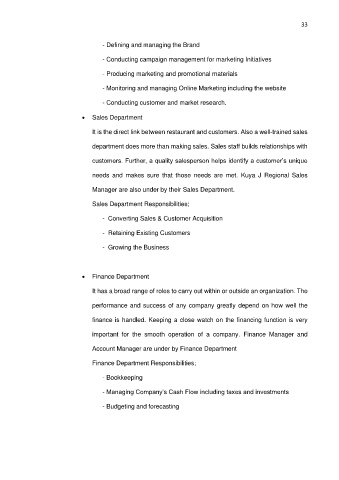 33
- Defining and managing the Brand
- Conducting campaign management for marketing Initiatives
- Producing marketing and promotional materials
- Monitoring and managing Online Marketing including the website
- Conducting customer and market research.
• Sales Department
It is the direct link between restaurant and customers. Also a well-trained sales
department does more than making sales. Sales staff builds relationships with
customers. Further, a quality salesperson helps identify a customer's unique
needs and makes sure that those needs are met. Kuya J Regional Sales
Manager are also under by their Sales Department.
Sales Department Responsibilities;
- Converting Sales & Customer Acquisition
- Retaining Existing Customers
- Growing the Business
• Finance Department
It has a broad range of roles to carry out within or outside an organization. The
performance and success of any company greatly depend on how well the
finance is handled. Keeping a close watch on the financing function is very
important for the smooth operation of a company. Finance Manager and
Account Manager are under by Finance Department
Finance Department Responsibilities;
- Bookkeeping
- Managing Company's Cash Flow including taxes and investments
- Budgeting and forecasting